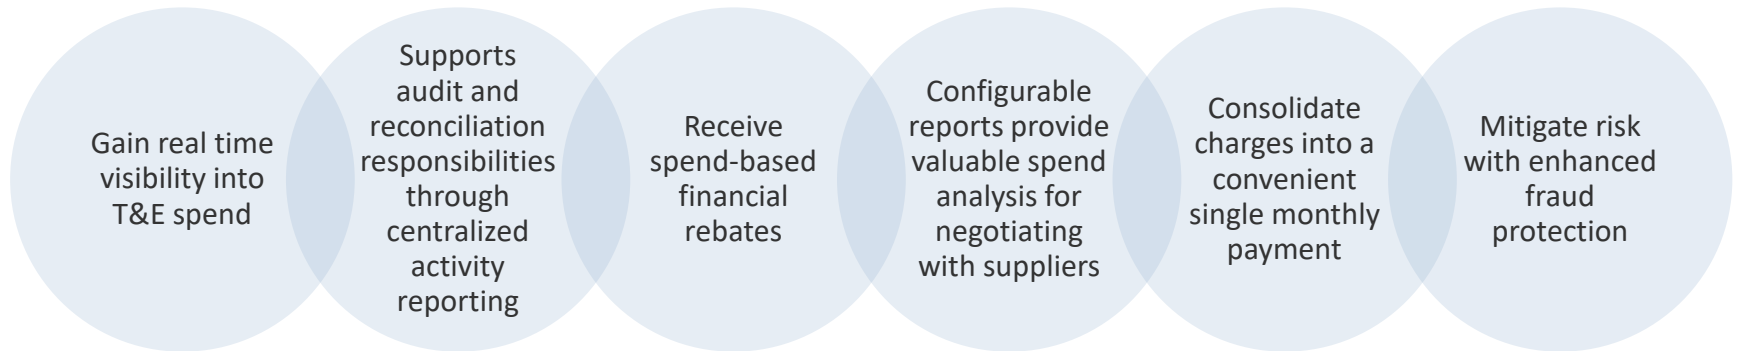 Gain real time
visibility into
T&E spend
Supports
audit and
reconciliation
responsibilities
through
centralized
activity
reporting
Receive
spend-based
financial
rebates
Configurable
reports provide
valuable spend
analysis for
negotiating
with suppliers
Consolidate
charges into a
convenient
single monthly
payment
Mitigate risk
with enhanced
fraud
protection